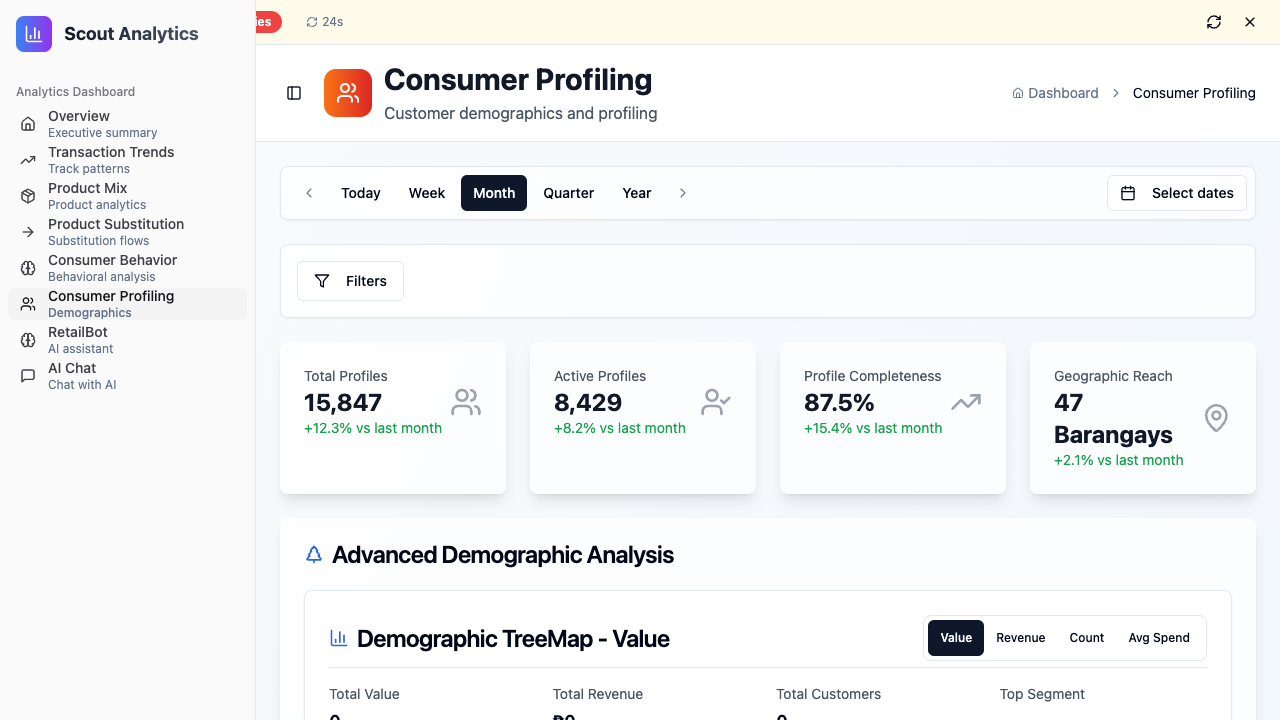 Scout Analytics
Analytics Dashboard
Overview
Executive summary
Transaction Trends
Track patterns
Product Mix
Product analytics
Product Substitution
Substitution flows
Consumer Behavior
Behavioral analysis
Consumer Profiling
Demographics
RetailBot
AI assistant
AI Chat
Chat with AI
24s
Consumer Profiling
Customer demographics and profiling
Dashboard
Consumer Profiling
Today Week Month Quarter Year
Select dates
Filters
Total Profiles
15,847
+12.3% vs last month
Active Profiles
8,429
+8.2% vs last month
Profile Completeness
87.5%
+15.4% vs last month
Geographic Reach
47
Barangays
+2.1% vs last month
Advanced Demographic Analysis
Demographic TreeMap - Value
Value Revenue Count Avg Spend
Total Value
Total Revenue
Total Customers
Top Segment